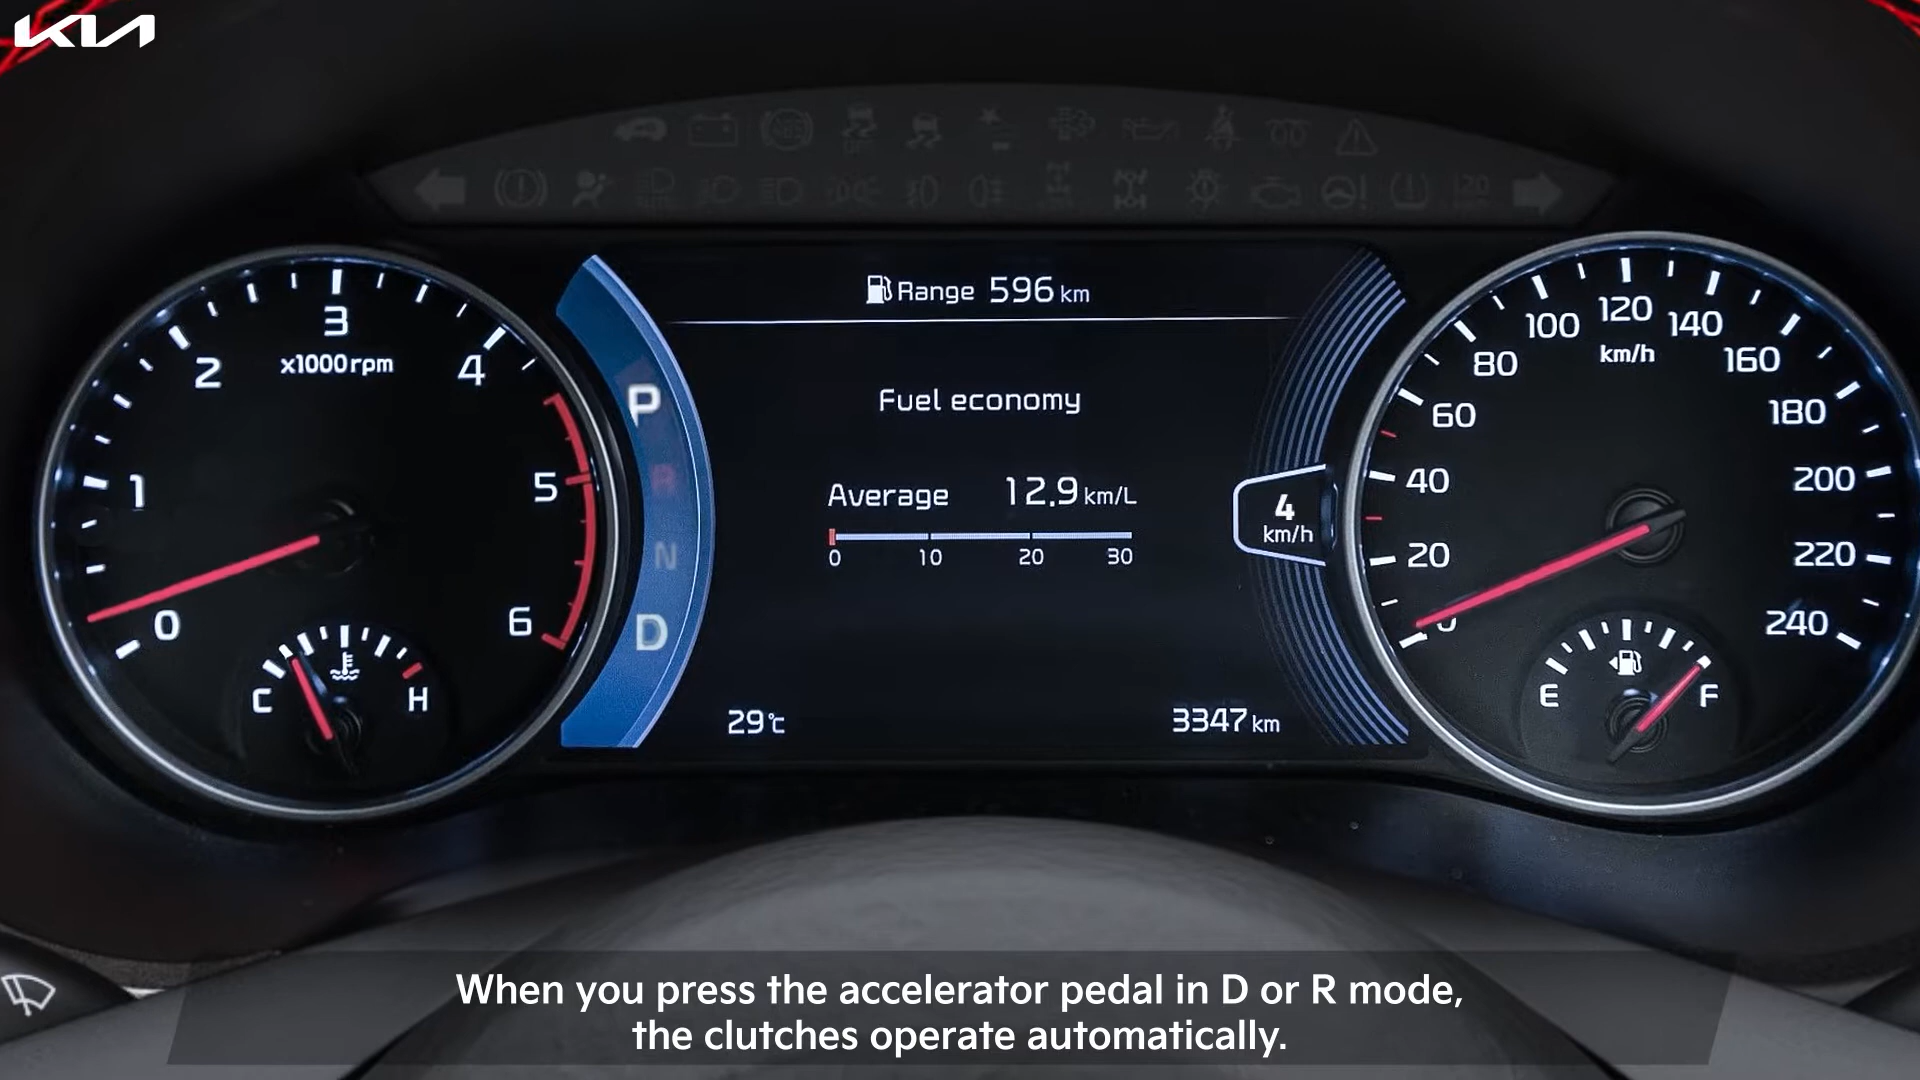 KIA
Range 596 km
Fuel economy
Average 12.9 km/L
0 10 20 30
29℃
3347 km
P
R
N
D
4
km/h
0
1
2
3
4
5
6
x1000rpm
C
H
0
20
40
60
80
100
120
140
160
180
200
220
240
km/h
E
F
When you press the accelerator pedal in D or R mode,
the clutches operate automatically.